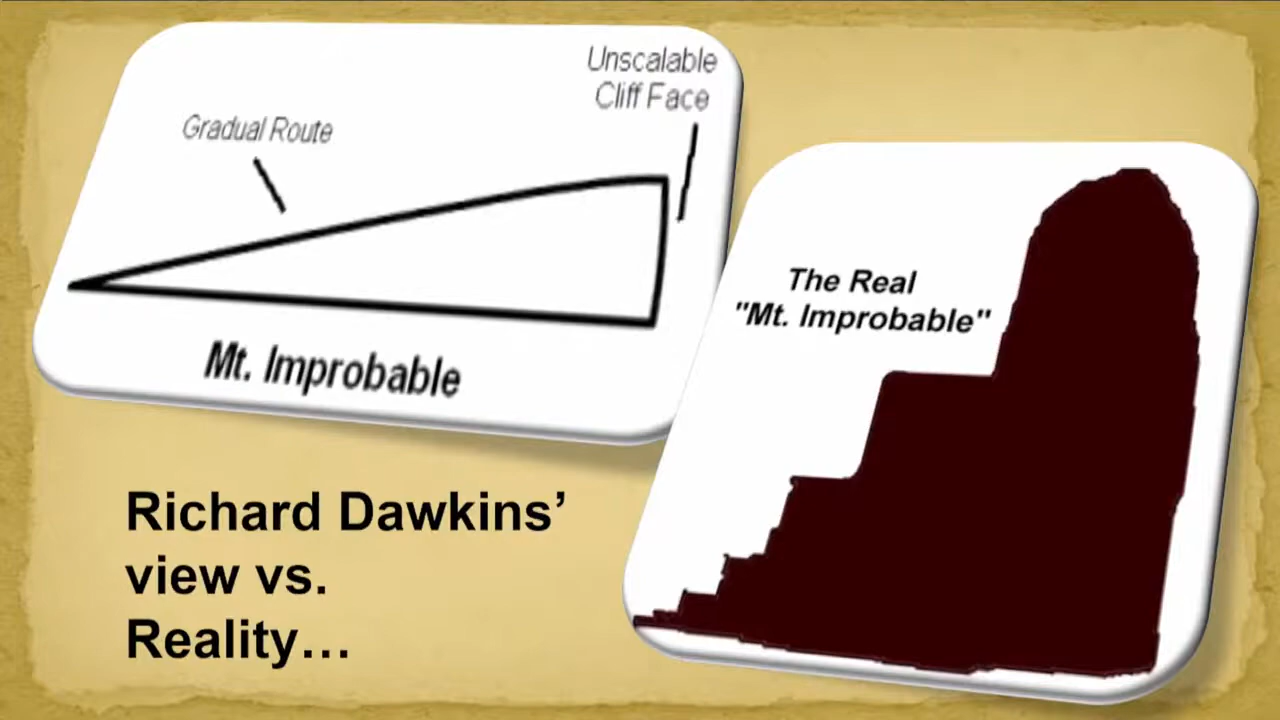 Unscalable
Cliff Face
Gradual Route
Mt. Improbable
The Real
"Mt. Improbable"
Richard Dawkins’
view vs.
Reality…